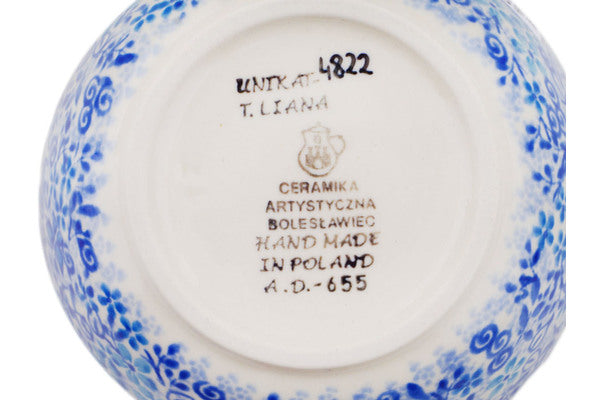 UNIKAT-4822
T. LIANA
CERAMIKA
ARTYSTYCZNA
BOLESŁAWIEC
HAND MADE
IN POLAND
A.D.-655